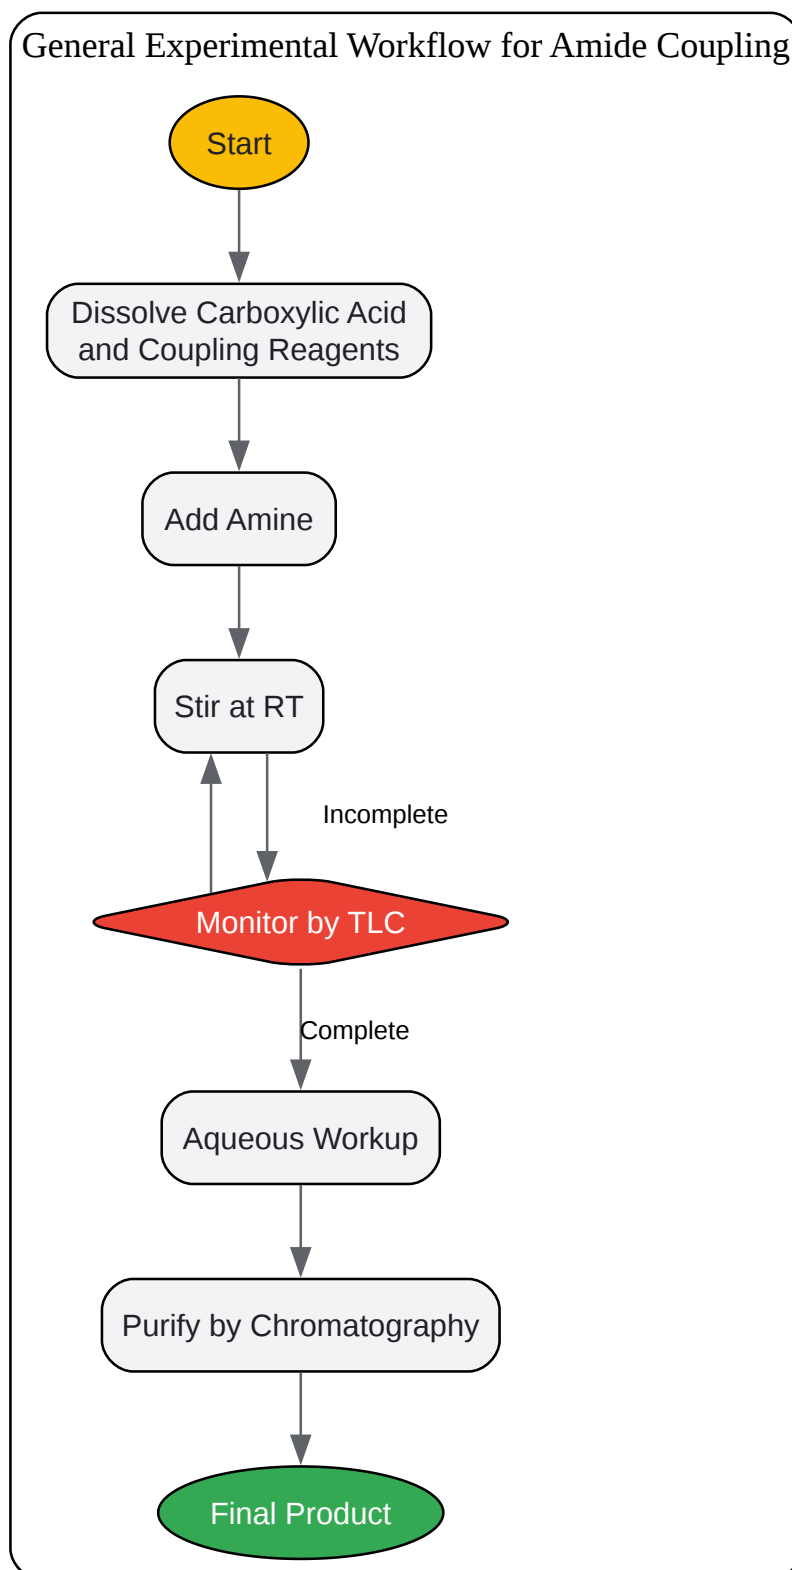 General Experimental Workflow for Amide Coupling
Start
Dissolve Carboxylic Acid
and Coupling Reagents
Add Amine
Stir at RT
Incomplete
Monitor by TLC
Complete
Aqueous Workup
Purify by Chromatography
Final Product